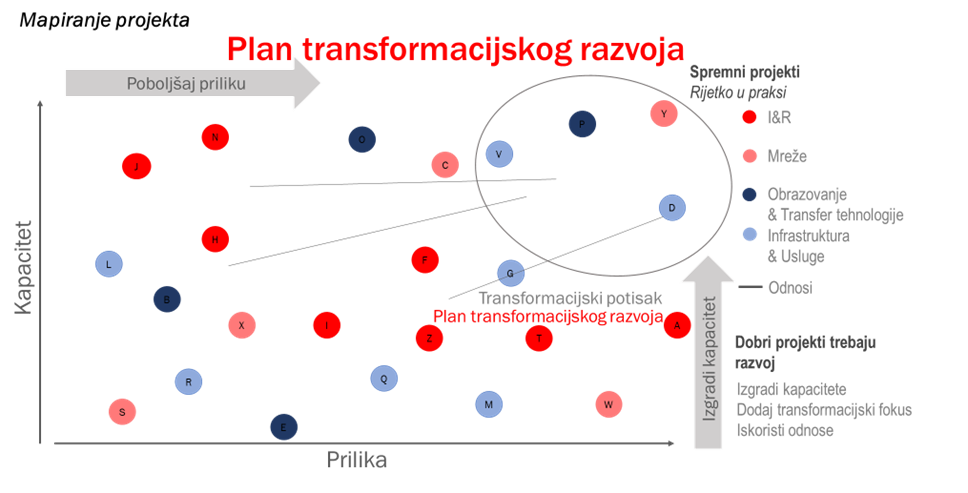 Mapiranje projekta
Plan transformacijskog razvoja
Poboljšaj priliku
Spremni projekti
Rijetko u praksi
I&R
Mreže
Obrazovanje
& Transfer tehnologije
Infrastruktura
& Usluge
Odnosi
Kapacitet
N
J
O
C
V
P
Y
D
H
L
F
G
B
Transformacijski potisak
Plan transformacijskog razvoja
X
I
Z
T
A
R
Q
S
M
W
E
Prilika
Izgradi kapacitet
Dobri projekti trebaju
razvoj
Izgradi kapacitete
Dodaj transformacijski fokus
Iskoristi odnose